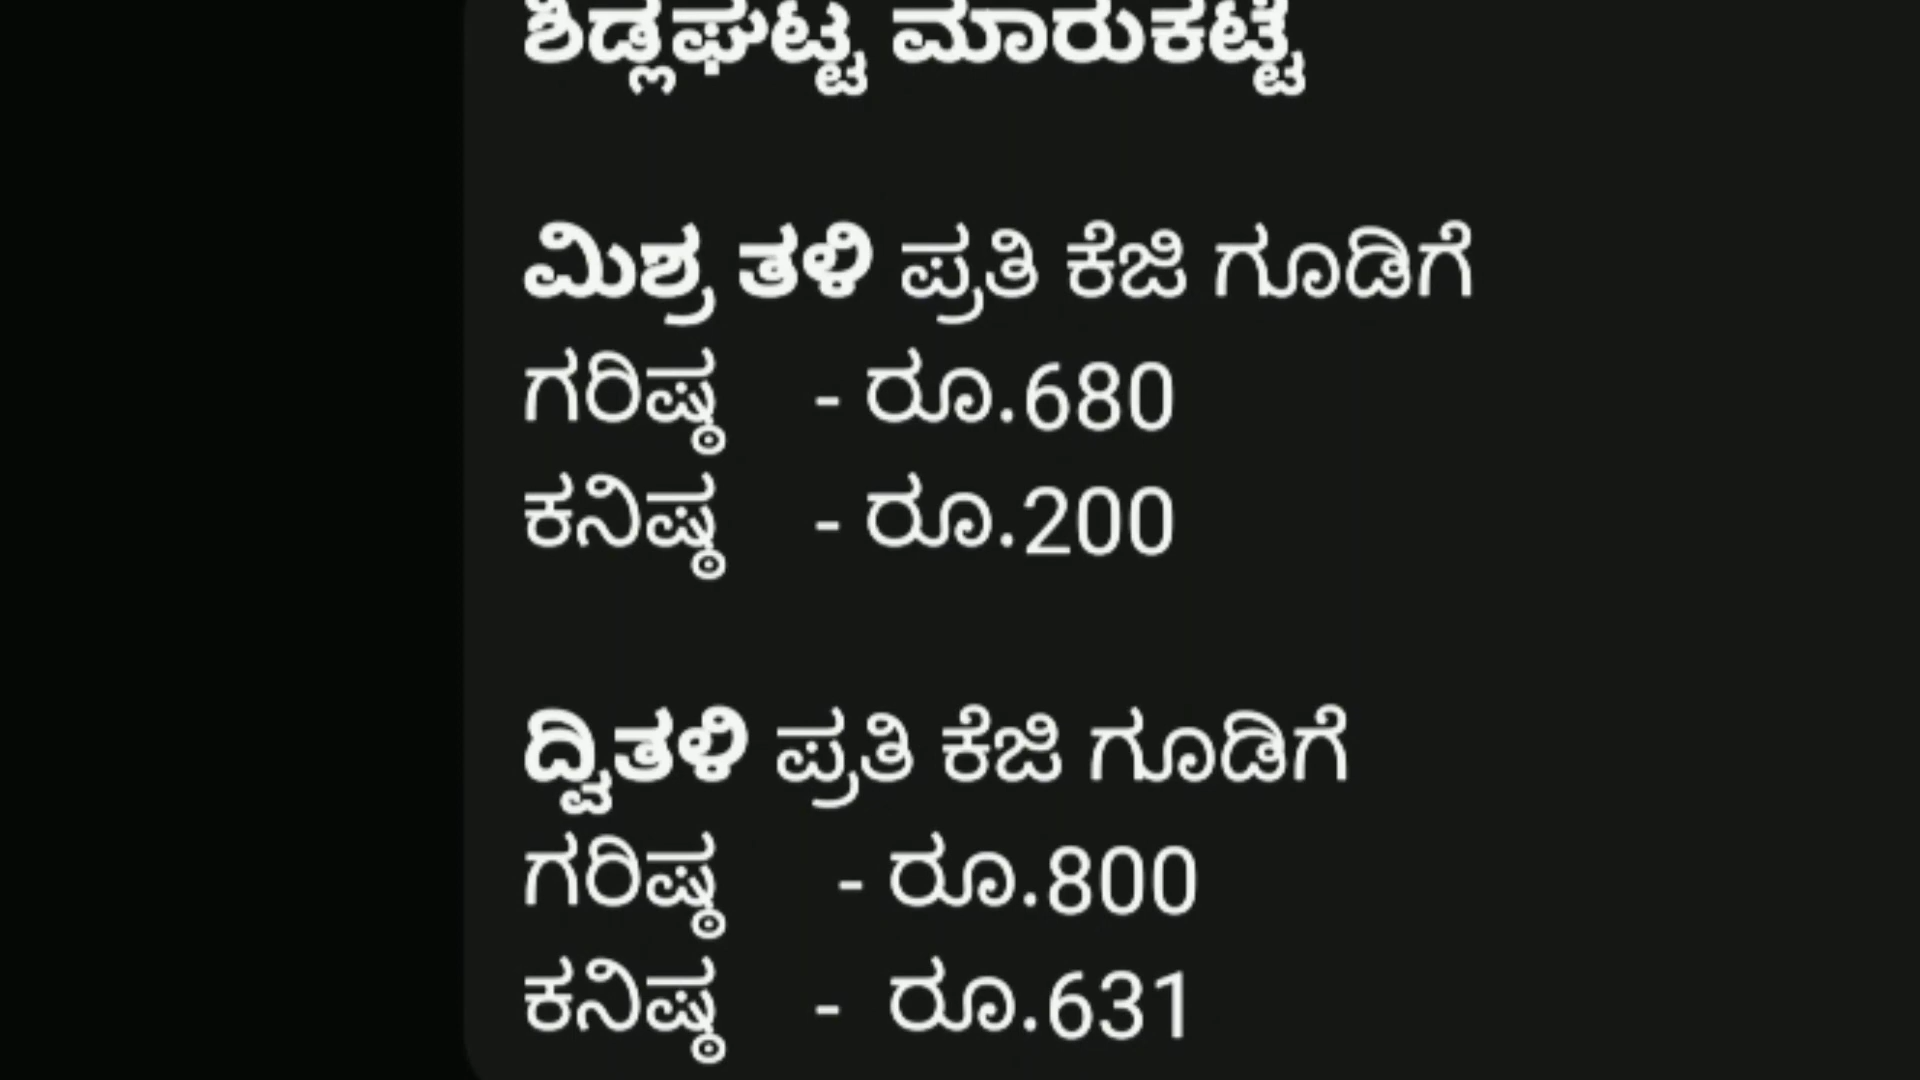 ಶಿಡ್ಲಘಟ್ಟ ಮಾರುಕಟ್ಟೆ
ಮಿಶ್ರ ತಳಿ ಪ್ರತಿ ಕೆಜಿ ಗೂಡಿಗೆ
ಗರಿಷ್ಠ - ರೂ.680
ಕನಿಷ್ಠ - ರೂ.200
ದ್ವಿತಳಿ ಪ್ರತಿ ಕೆಜಿ ಗೂಡಿಗೆ
ಗರಿಷ್ಠ - ರೂ.800
ಕನಿಷ್ಠ - ರೂ.631